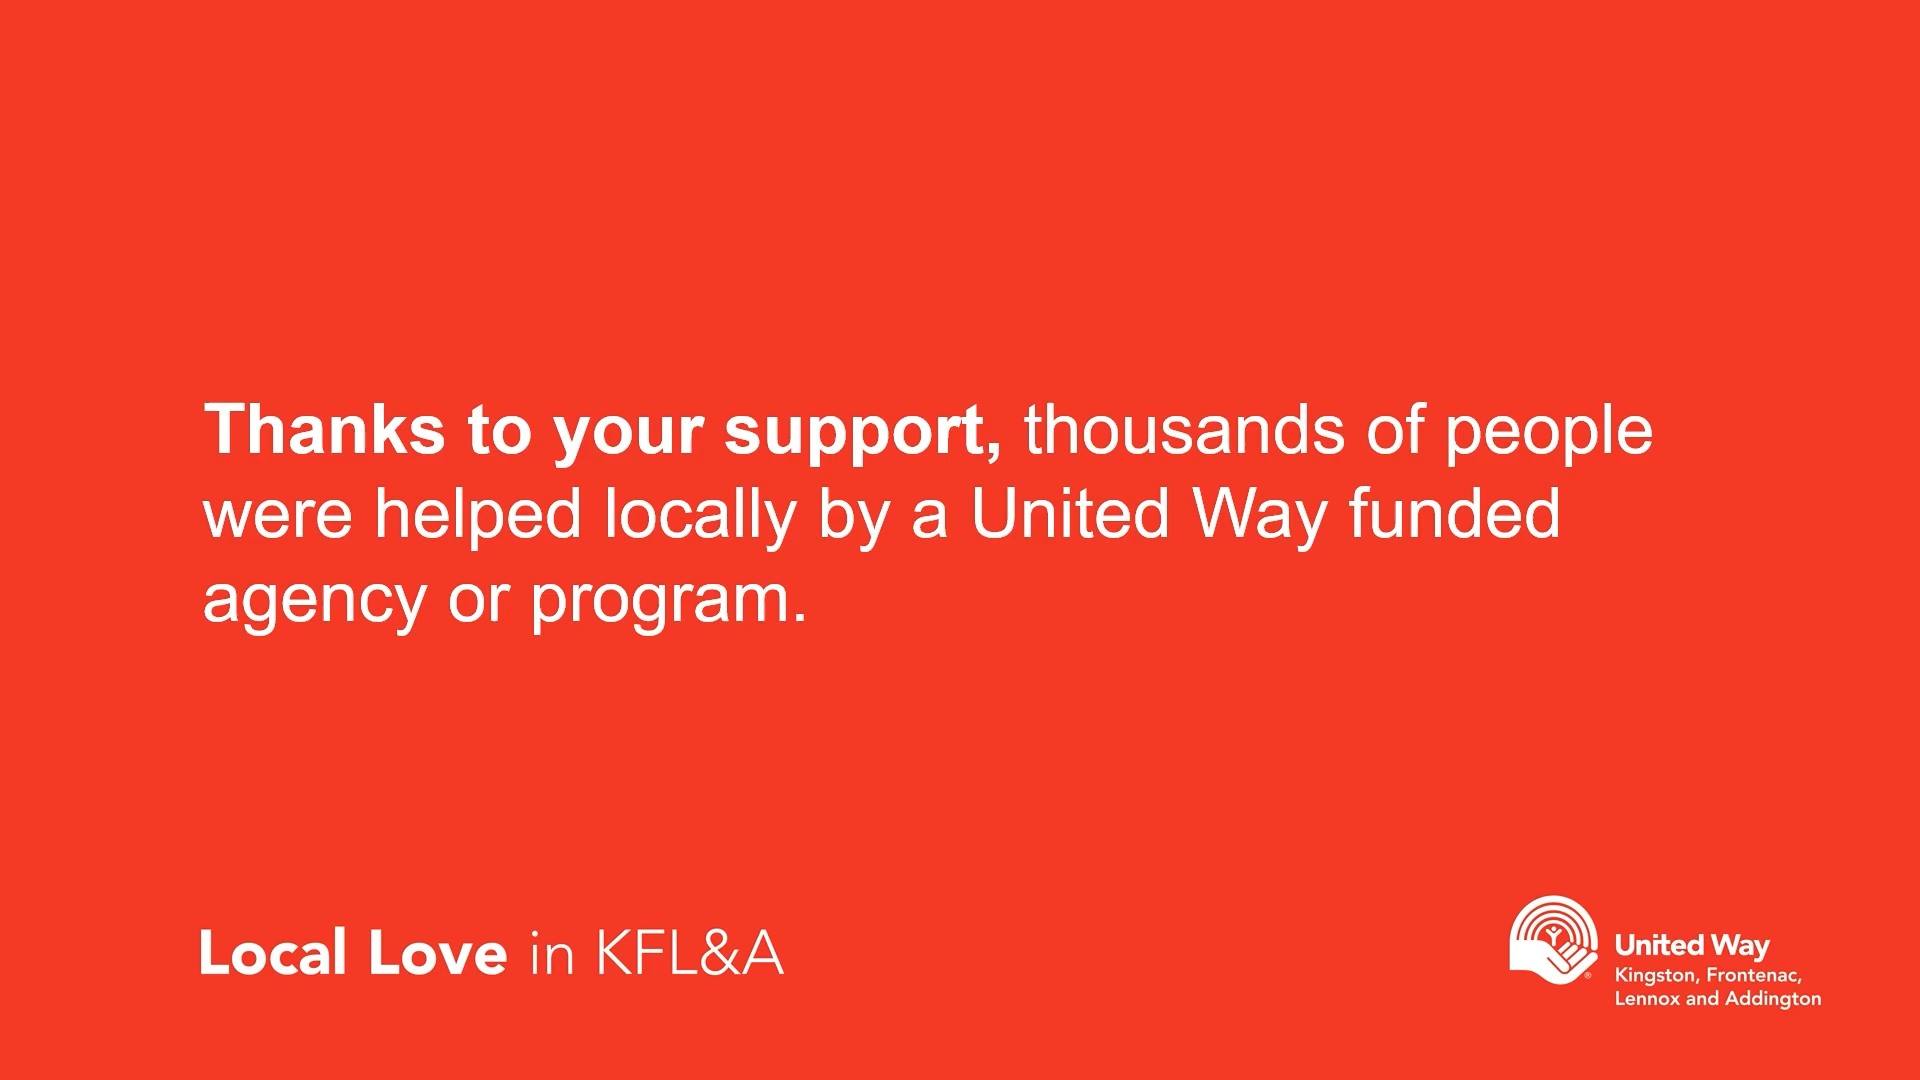 Thanks to your support, thousands of people
were helped locally by a United Way funded
agency or program.
Local Love in KFL&A
United Way
Kingston, Frontenac,
Lennox and Addington